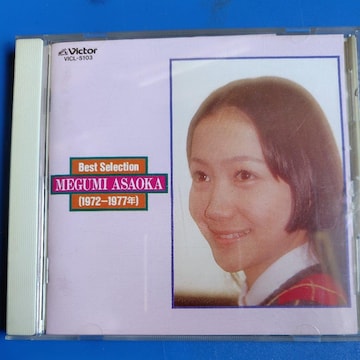 Victor
VICL-5103
Best Selection
MEGUMI ASAOKA
(1972−1977年)